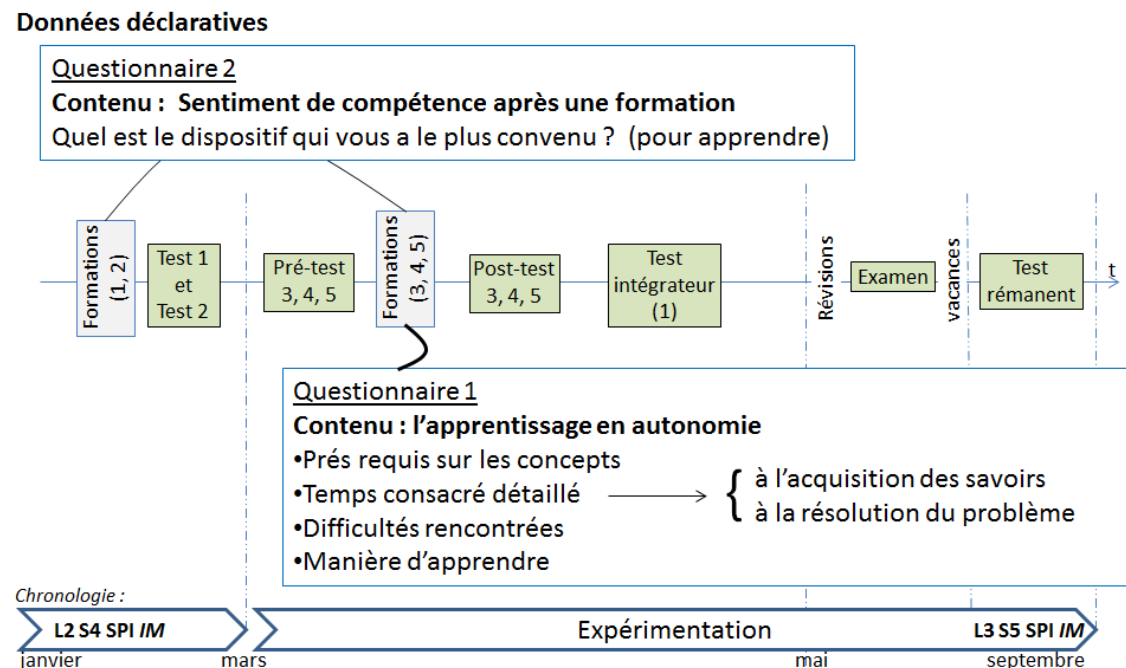 Données déclaratives
Questionnaire 2
Contenu : Sentiment de compétence après une formation
Quel est le dispositif qui vous a le plus convenu ? (pour apprendre)
Formations
(1, 2)
Test 1
et
Test 2
Pré-test
3, 4, 5
Formations
(3, 4, 5)
Post-test
3, 4, 5
Test
intégrateur
(1)
Révisions
Examen
vacances
Test
rémanent
t
Questionnaire 1
Contenu : l’apprentissage en autonomie
•Prés requis sur les concepts
•Temps consacré détaillé
à l’acquisition des savoirs
à la résolution du problème
•Difficultés rencontrées
•Manière d’apprendre
Chronologie :
L2 S4 SPI IM
Expérimentation
L3 S5 SPI IM
janvier
mars
mai
septembre